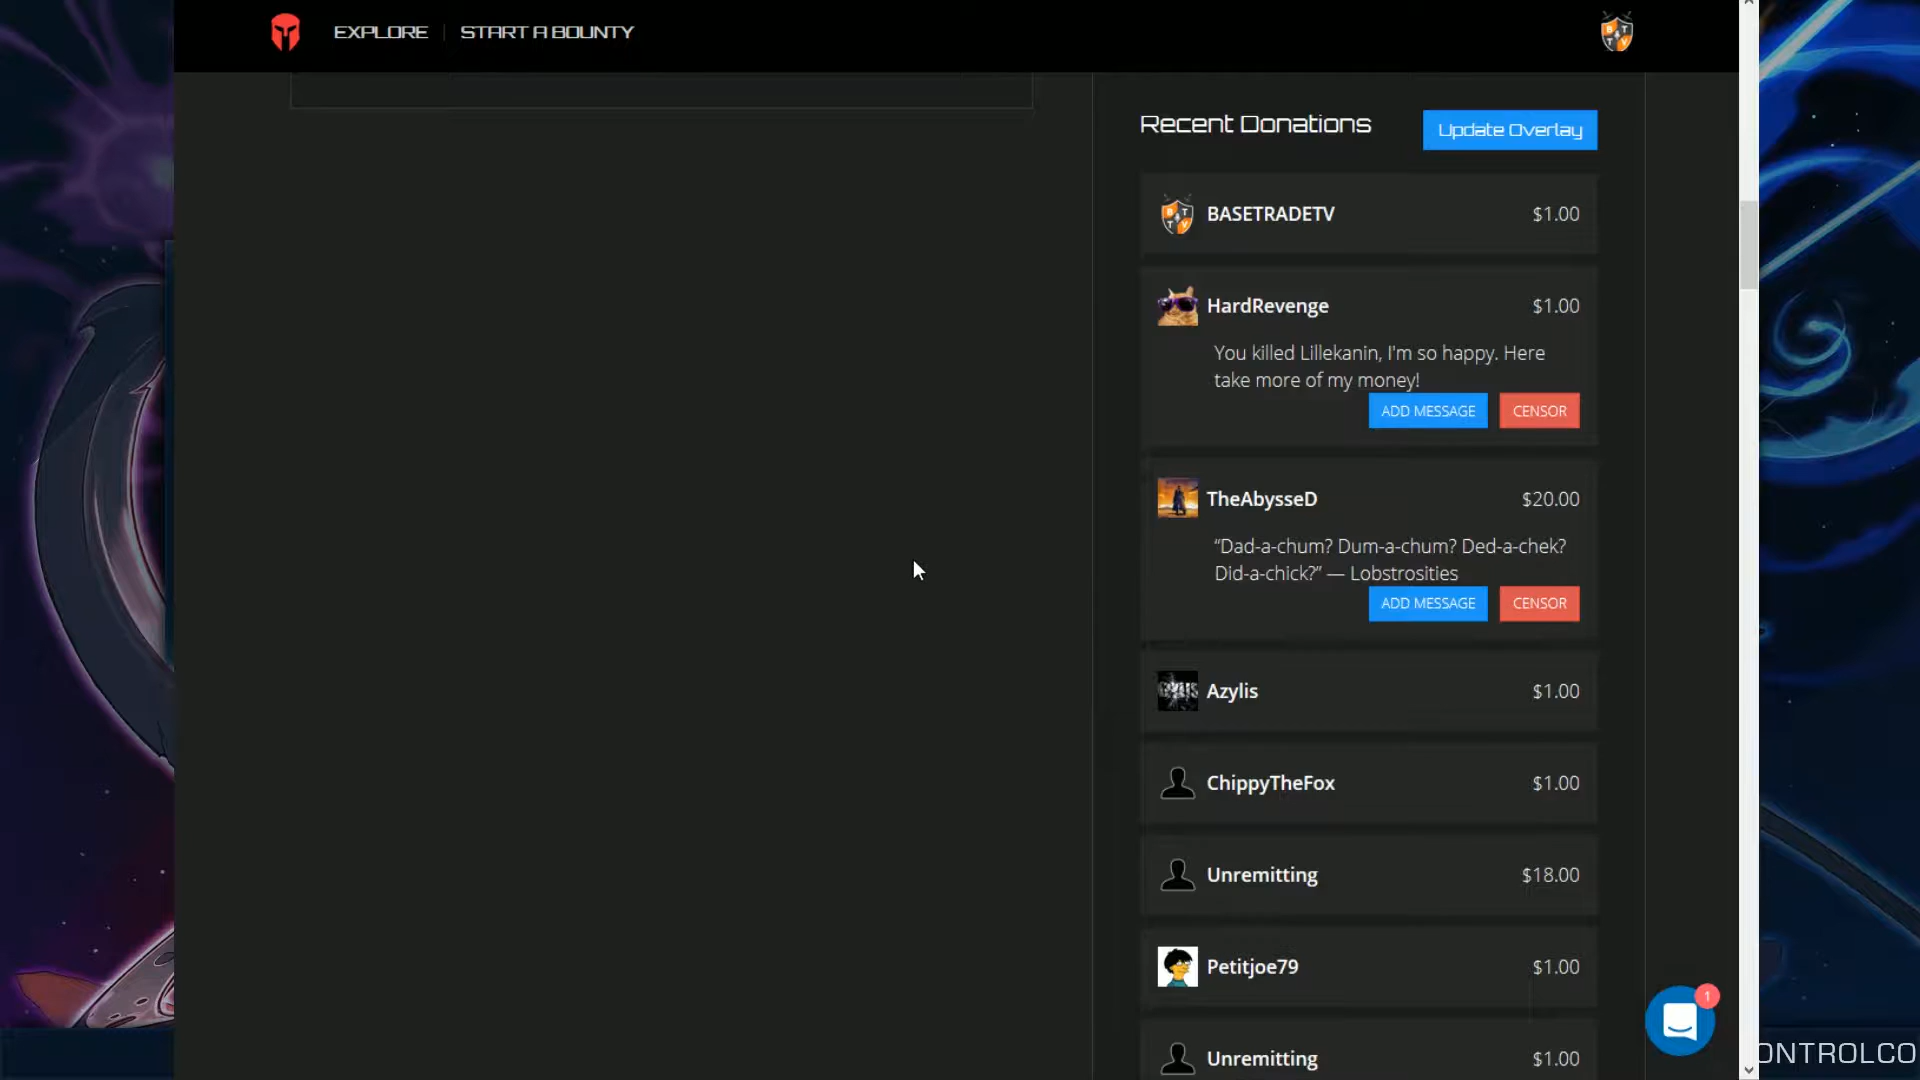 EXPLORE
START A BOUNTY
Recent Donations
Update Overlay
BASETRADETV
$1.00
HardRevenge
$1.00
You killed Lillekanin, I'm so happy. Here
take more of my money!
ADD MESSAGE
CENSOR
TheAbysseD
$20.00
“Dad-a-chum? Dum-a-chum? Ded-a-chek?
Did-a-chick?” — Lobstrosities
ADD MESSAGE
CENSOR
Azylis
$1.00
ChippyTheFox
$1.00
Unremitting
$18.00
Petitjoe79
$1.00
Unremitting
$1.00
1
ONTROLCO